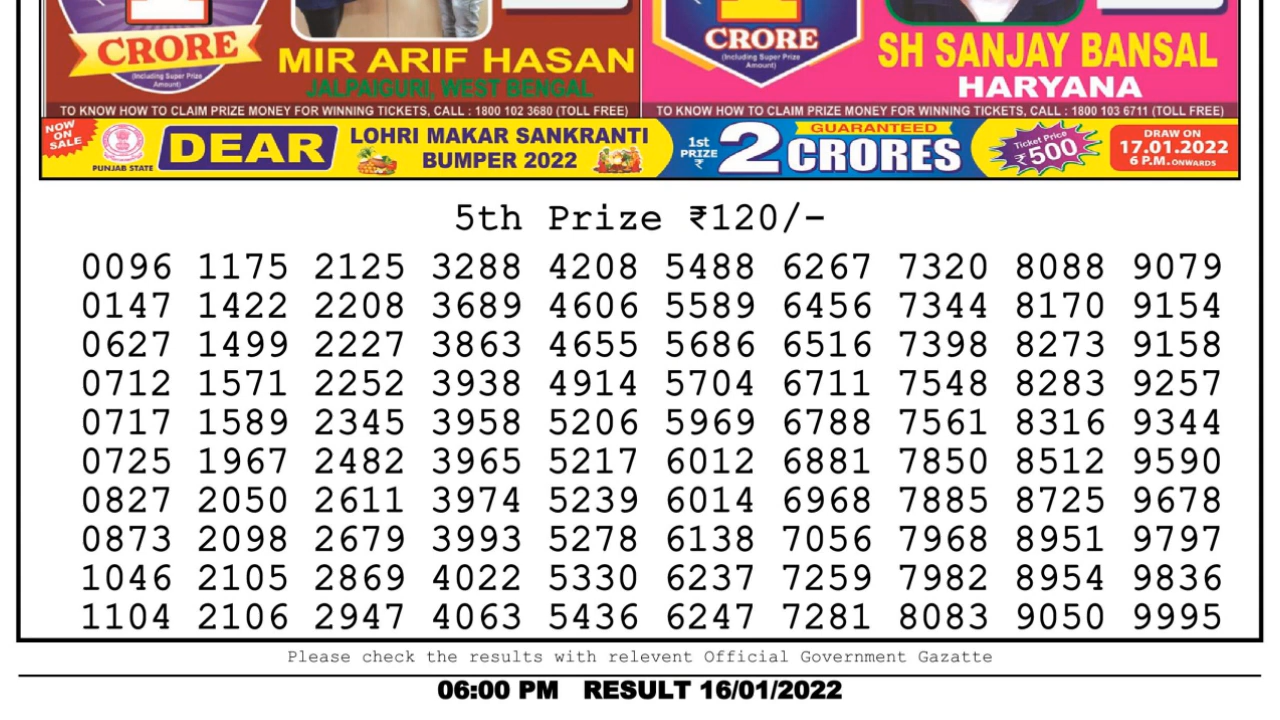 CRORE
(Including Super Prize
Amount)
MIR ARIF HASAN
JALPAIGURI, WEST BENGAL
TO KNOW HOW TO CLAIM PRIZE MONEY FOR WINNING TICKETS, CALL : 1800 102 3680 (TOLL FREE)
CRORE
(Including Super Prize
Amount)
SH SANJAY BANSAL
HARYANA
TO KNOW HOW TO CLAIM PRIZE MONEY FOR WINNING TICKETS, CALL : 1800 103 6711 (TOLL FREE)
NOW
ON
SALE
PUNJAB STATE
DEAR
LOHRI MAKAR SANKRANTI
BUMPER 2022
1st
PRIZE
₹
2
GUARANTEED
CRORES
Ticket Price
₹500
DRAW ON
17.01.2022
6 P.M. ONWARDS
5th Prize ₹120/-
0096 1175 2125 3288 4208 5488 6267 7320 8088 9079
0147 1422 2208 3689 4606 5589 6456 7344 8170 9154
0627 1499 2227 3863 4655 5686 6516 7398 8273 9158
0712 1571 2252 3938 4914 5704 6711 7548 8283 9257
0717 1589 2345 3958 5206 5969 6788 7561 8316 9344
0725 1967 2482 3965 5217 6012 6881 7850 8512 9590
0827 2050 2611 3974 5239 6014 6968 7885 8725 9678
0873 2098 2679 3993 5278 6138 7056 7968 8951 9797
1046 2105 2869 4022 5330 6237 7259 7982 8954 9836
1104 2106 2947 4063 5436 6247 7281 8083 9050 9995
Please check the results with relevent Official Government Gazatte
06:00 PM RESULT 16/01/2022